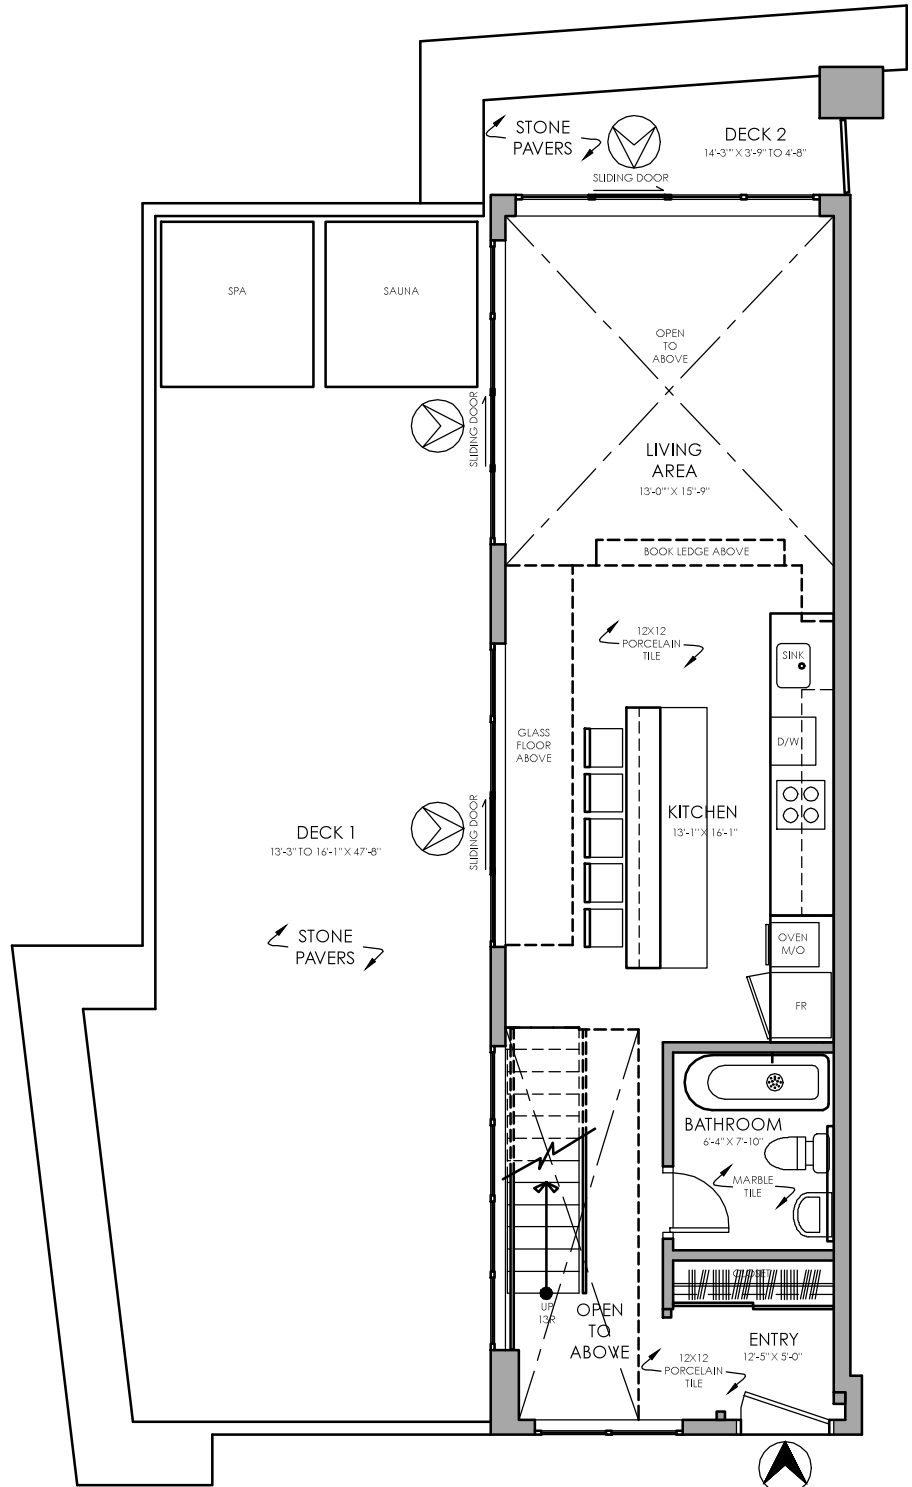 STONE
PAVERS
DECK 2
14'-3"" X 3'-9" TO 4'-8"
SLIDING DOOR
SPA
SAUNA
OPEN
TO
ABOVE
SLIDING DOOR
LIVING
AREA
13'-0"" X 15"-9"
BOOK LEDGE ABOVE
12X12
PORCELAIN
TILE
SINK
GLASS
FLOOR
ABOVE
D/W
KITCHEN
13'-1" X 16'-1"
SLIDING DOOR
DECK 1
13'-3" TO 16'-1" X 47'-8"
STONE
PAVERS
OVEN
M/O
FR
BATHROOM
6'-4" X 7'-10"
MARBLE
TILE
CLOSET
UP
13R
OPEN
TO
ABOVE
ENTRY
12'-5" X 5'-0"
12X12
PORCELAIN
TILE